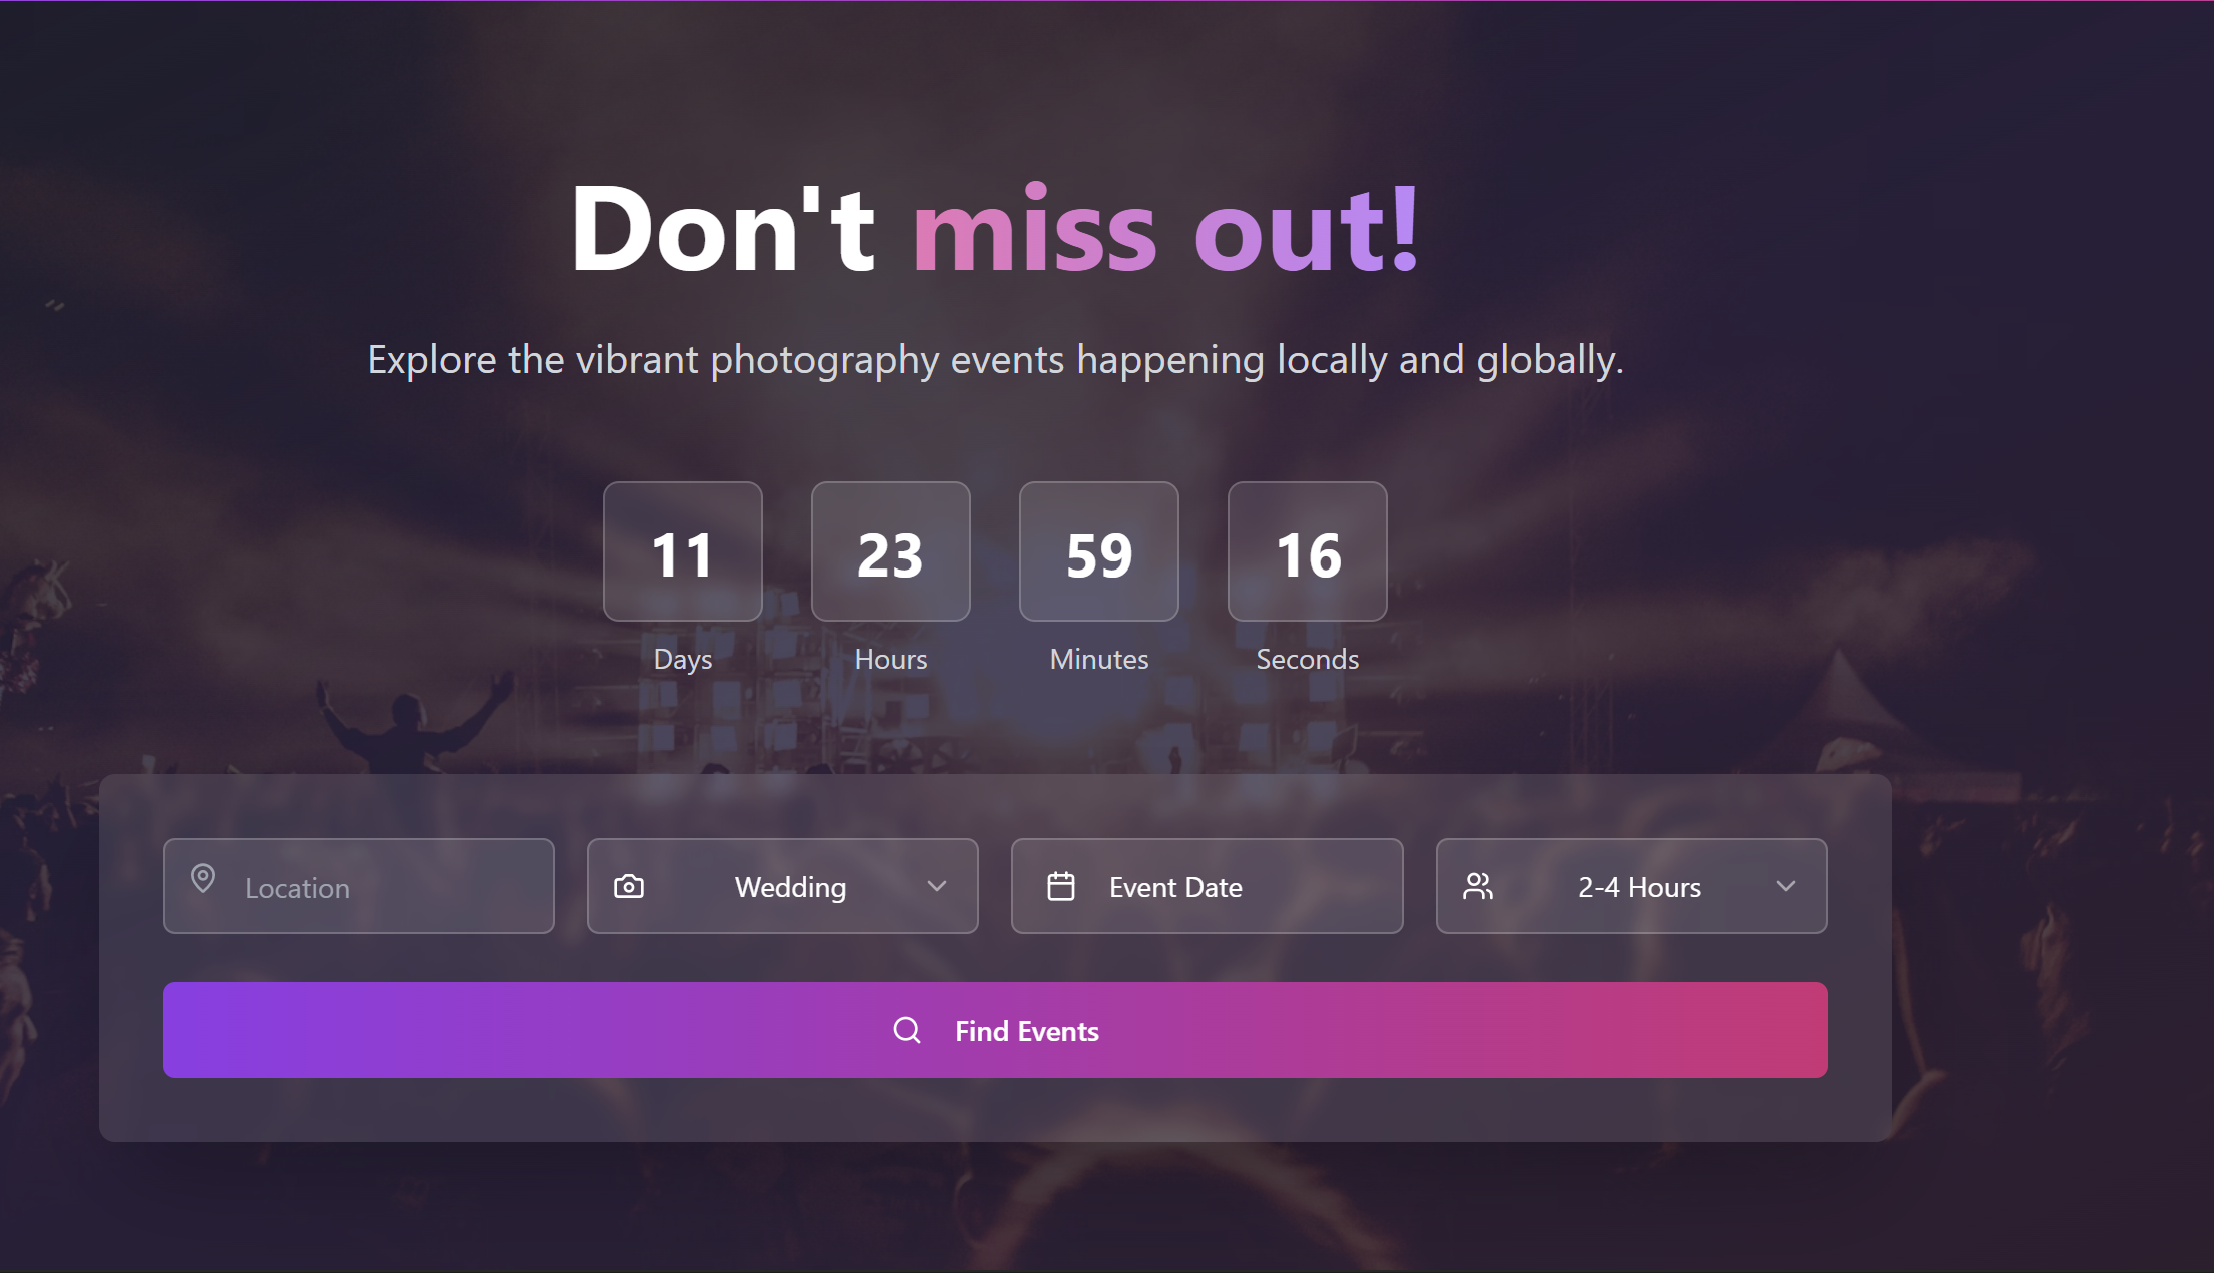 Don't miss out!
Explore the vibrant photography events happening locally and globally.
11 23 59 16
Days Hours Minutes Seconds
Location Wedding Event Date 2-4 Hours
Find Events